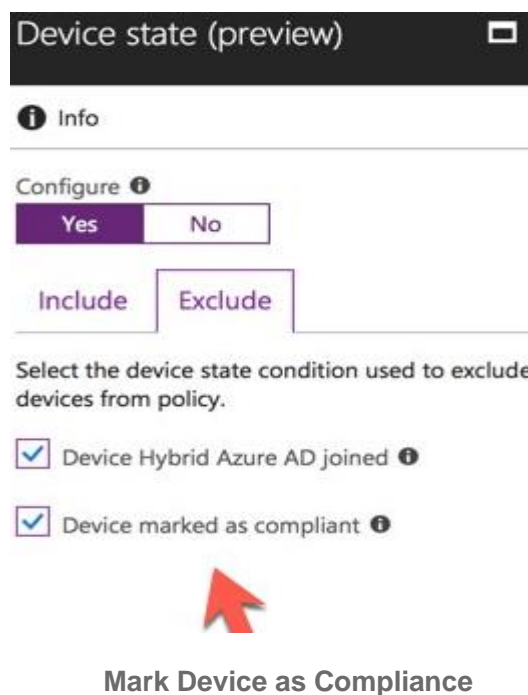 Device state (preview)
Info
Configure
Yes No
Include Exclude
Select the device state condition used to exclude
devices from policy.
Device Hybrid Azure AD joined
Device marked as compliant
Mark Device as Compliance